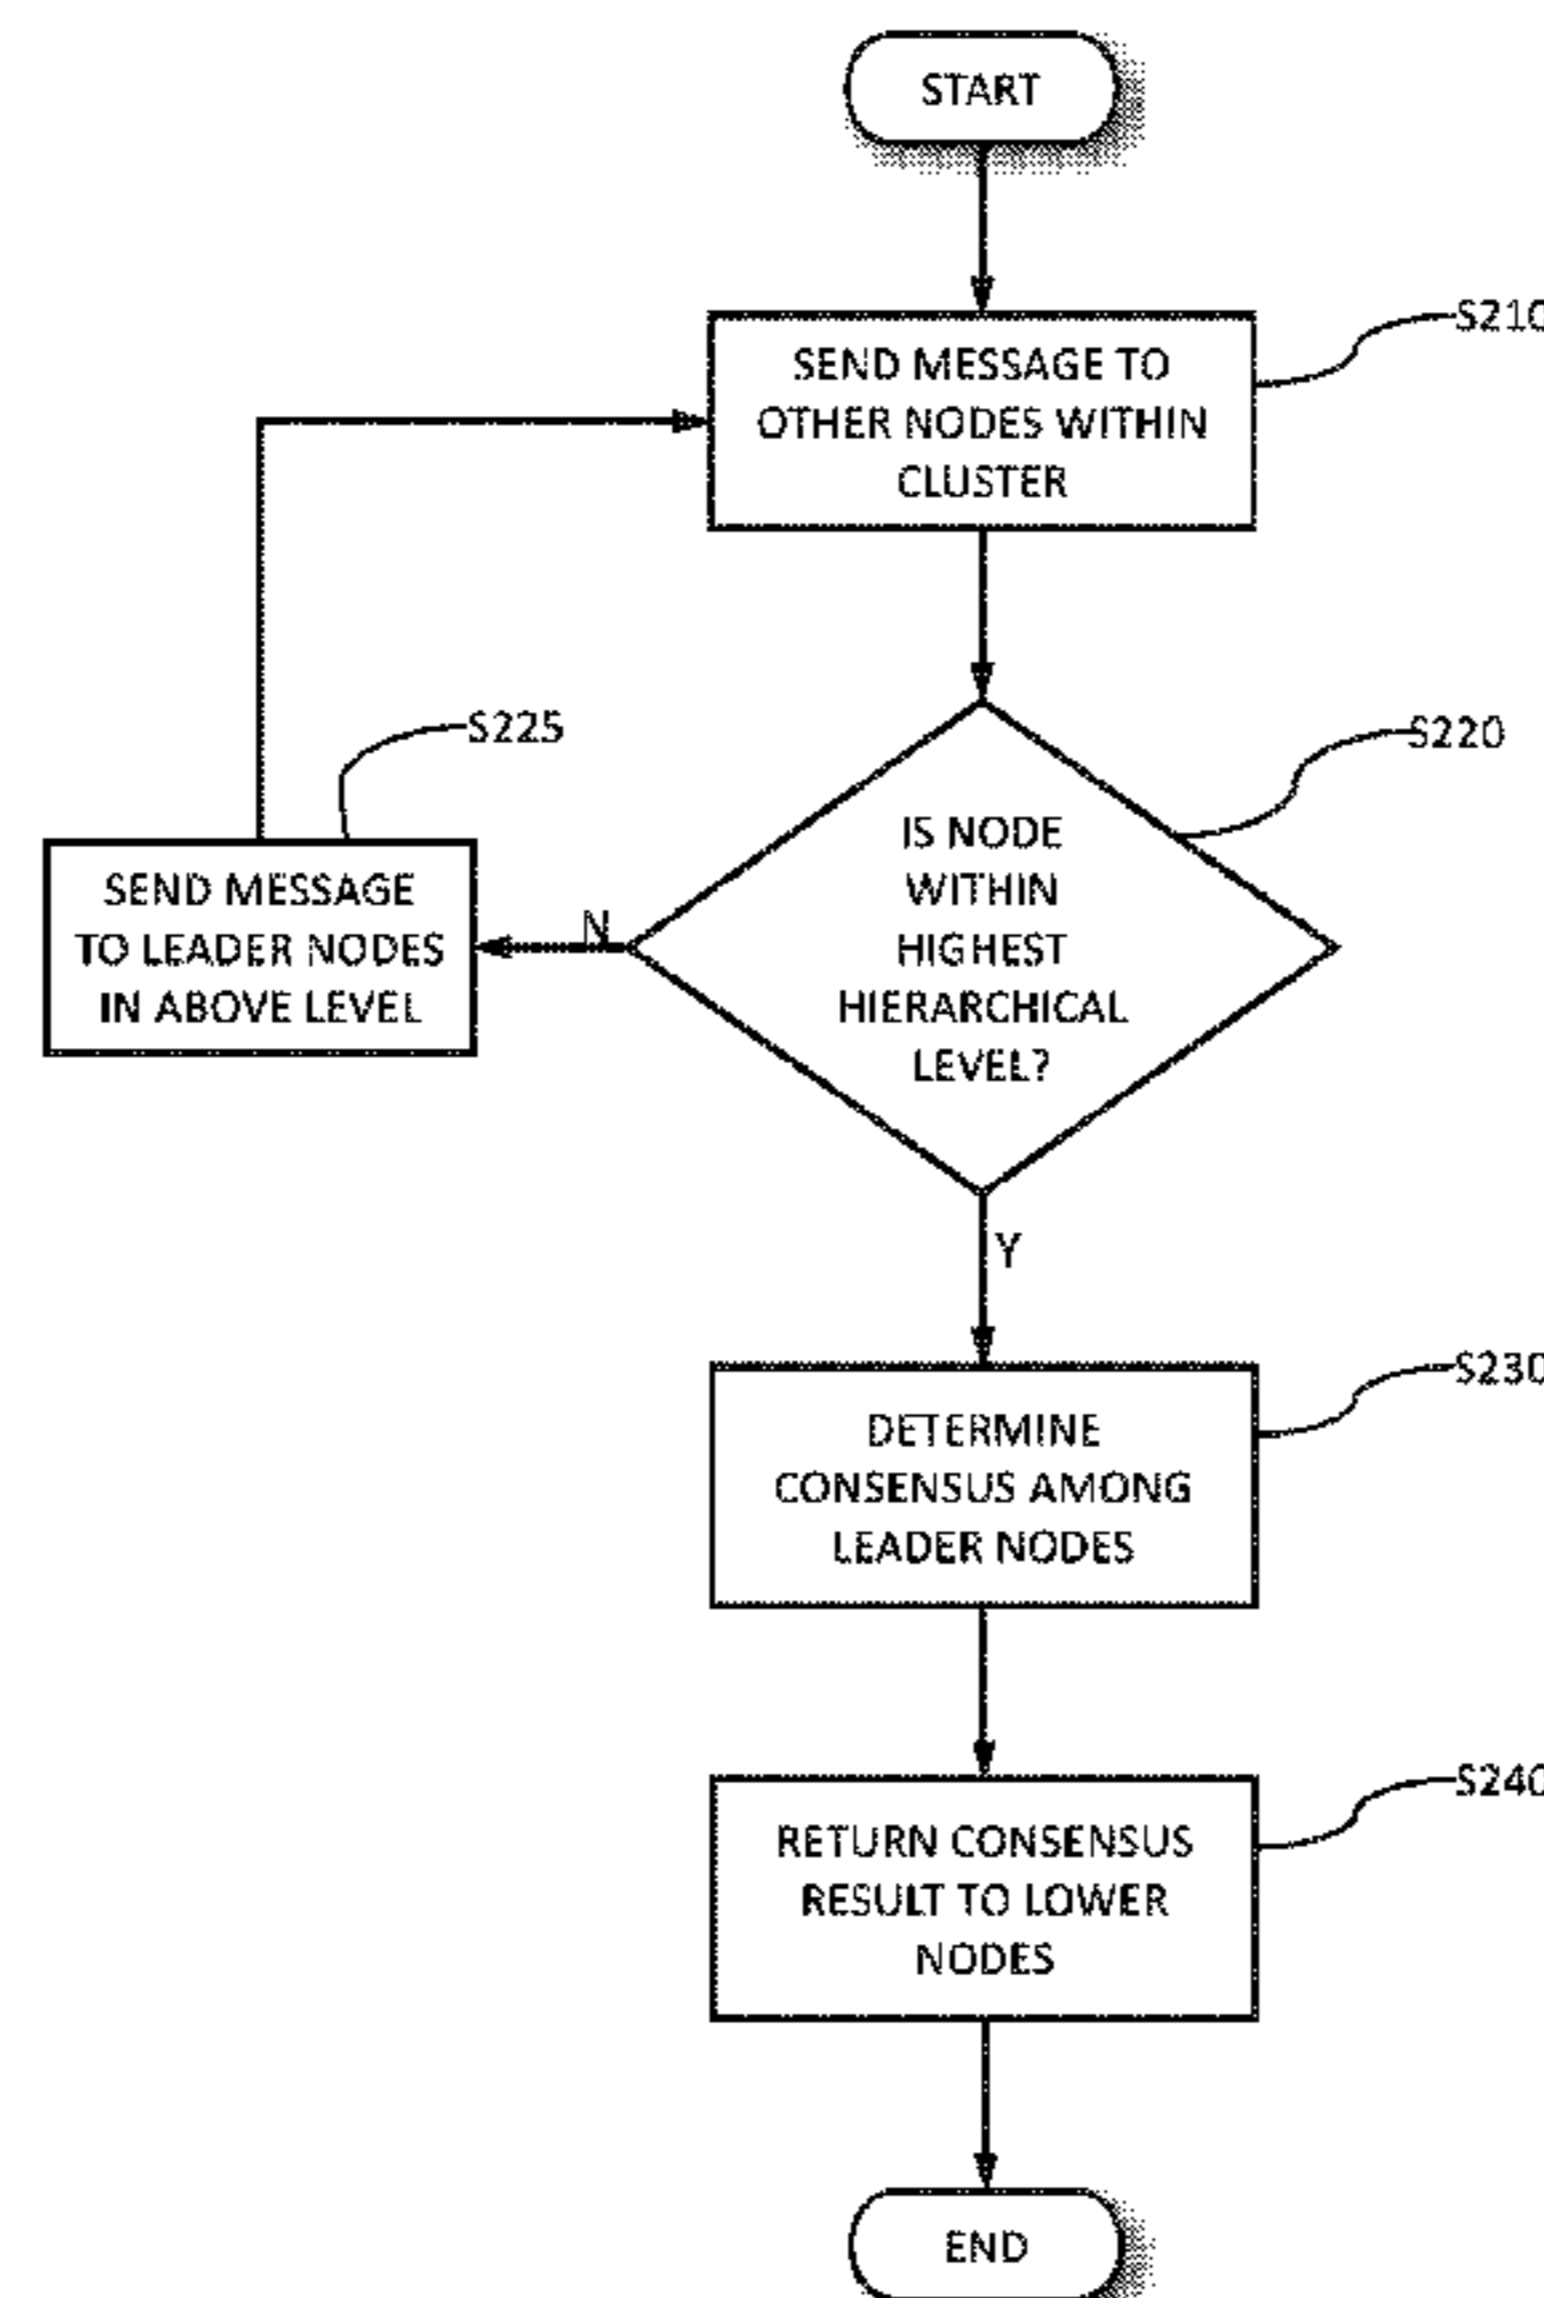 START
S210
SEND MESSAGE TO
OTHER NODES WITHIN
CLUSTER
S225
S220
SEND MESSAGE
TO LEADER NODES
IN ABOVE LEVEL
N
IS NODE
WITHIN
HIGHEST
HIERARCHICAL
LEVEL?
Y
S230
DETERMINE
CONSENSUS AMONG
LEADER NODES
S240
RETURN CONSENSUS
RESULT TO LOWER
NODES
END